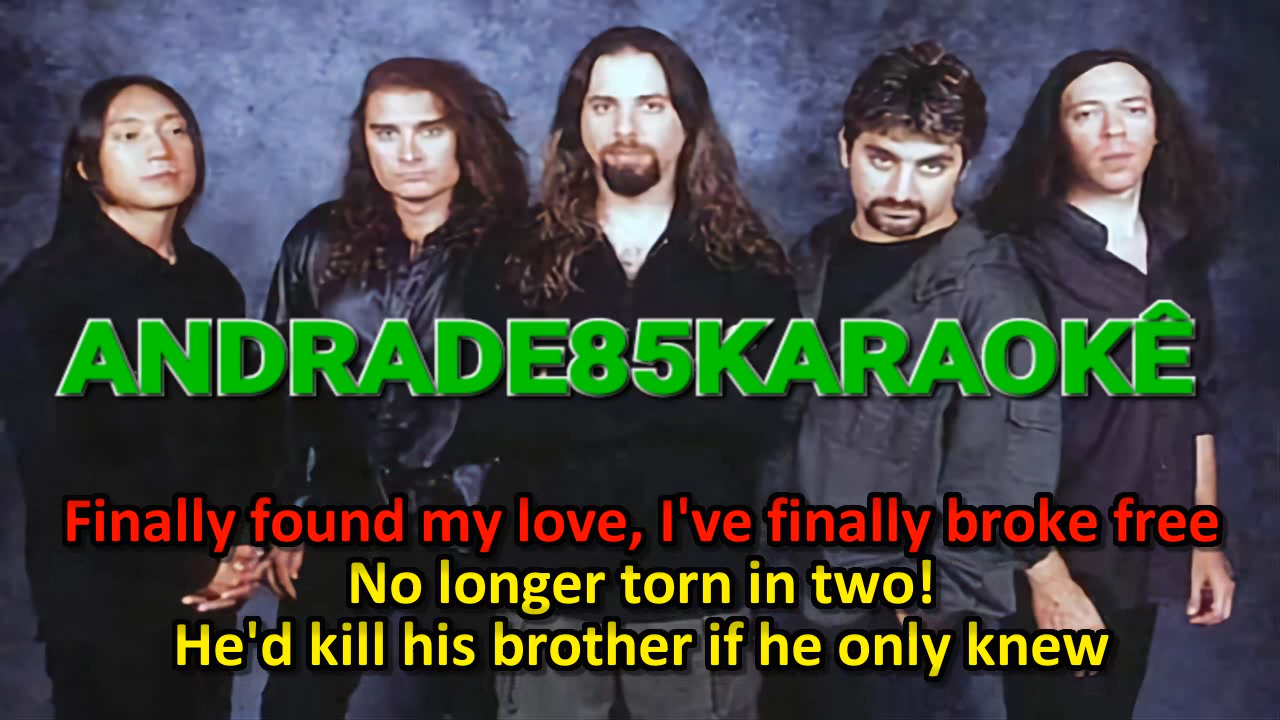 ANDRADE85KARAOKÊ
Finally found my love, I've finally broke free
No longer torn in two!
He'd kill his brother if he only knew